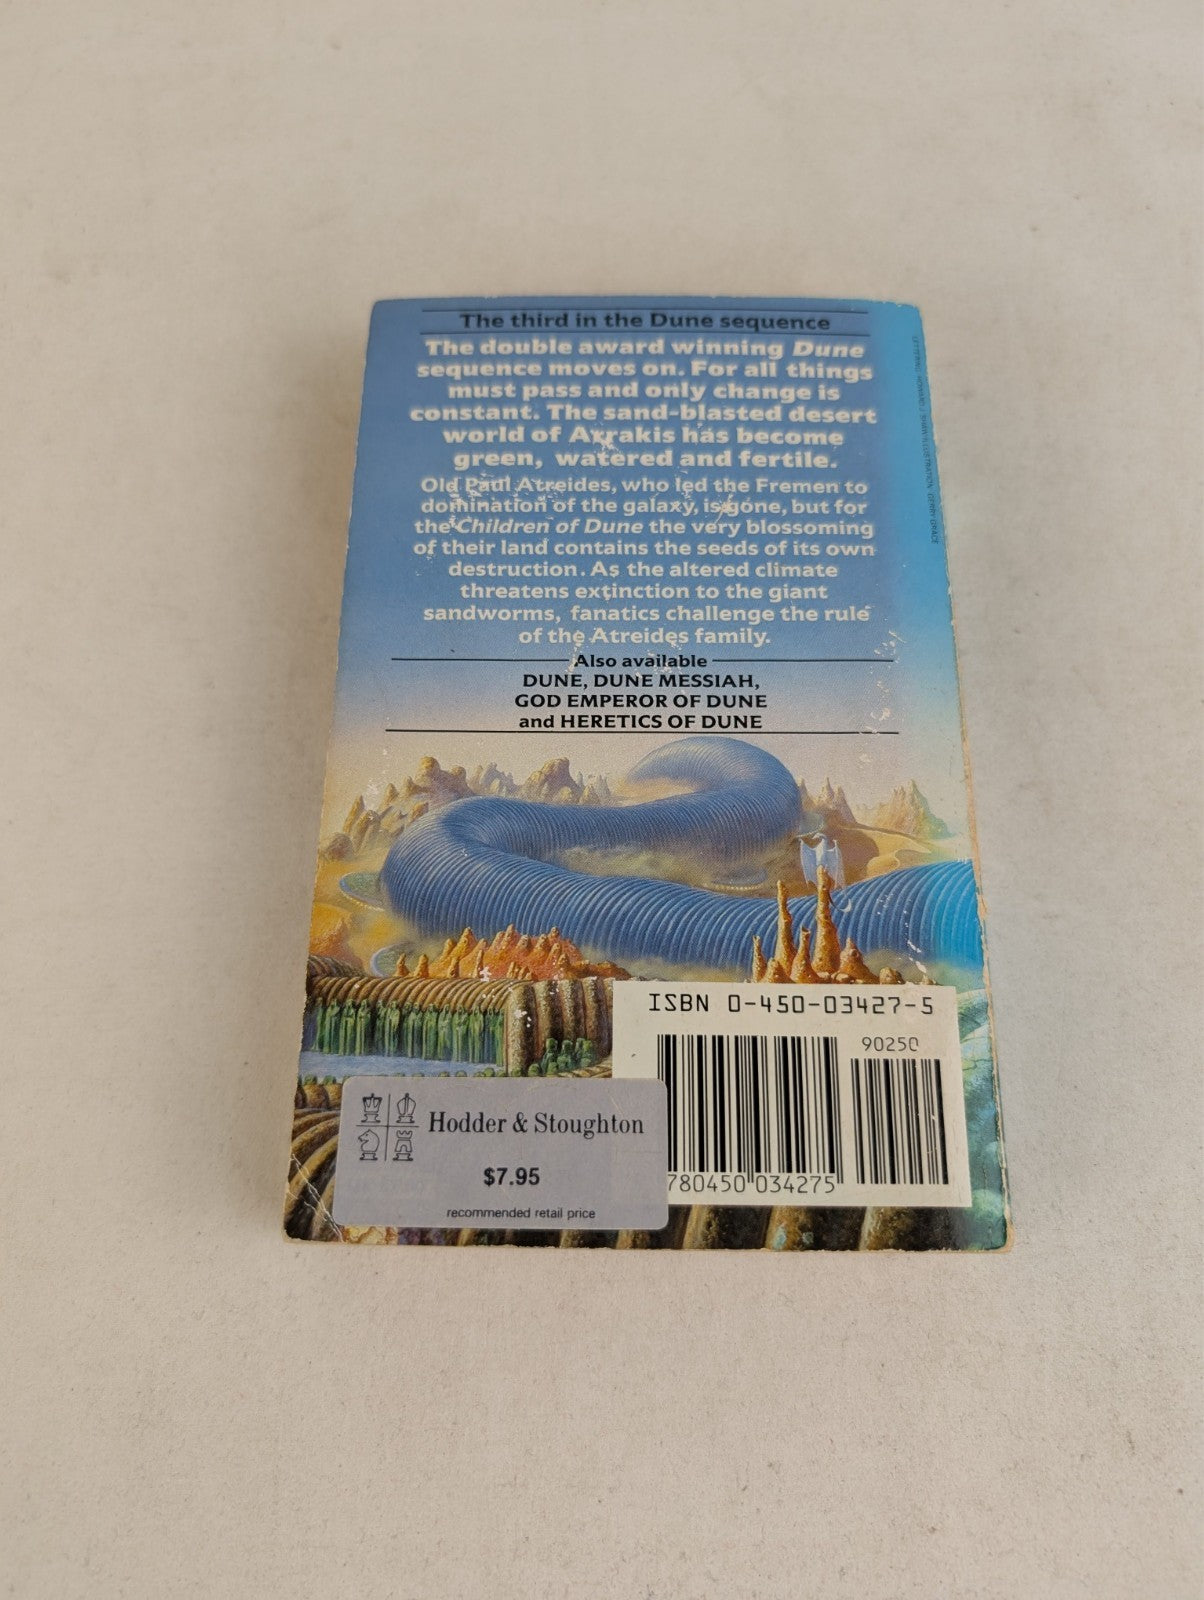 The third in the Dune sequence
The double award winning Dune
sequence moves on. For all things
must pass and only change is
constant. The sand-blasted desert
world of Arrakis has become
green, watered and fertile.
Old Paul Atreides, who led the Fremen to
domination of the galaxy, is gone, but for
the Children of Dune the very blossoming
of their land contains the seeds of its own
destruction. As the altered climate
threatens extinction to the giant
sandworms, fanatics challenge the rule
of the Atreides family.
Also available
DUNE, DUNE MESSIAH,
GOD EMPEROR OF DUNE
and HERETICS OF DUNE
LETTERING: HOWARD J. SHAW/ILLUSTRATION: GERRY GRACE
ISBN 0-450-03427-5
90250
780450 034275
Hodder & Stoughton
$7.95
recommended retail price